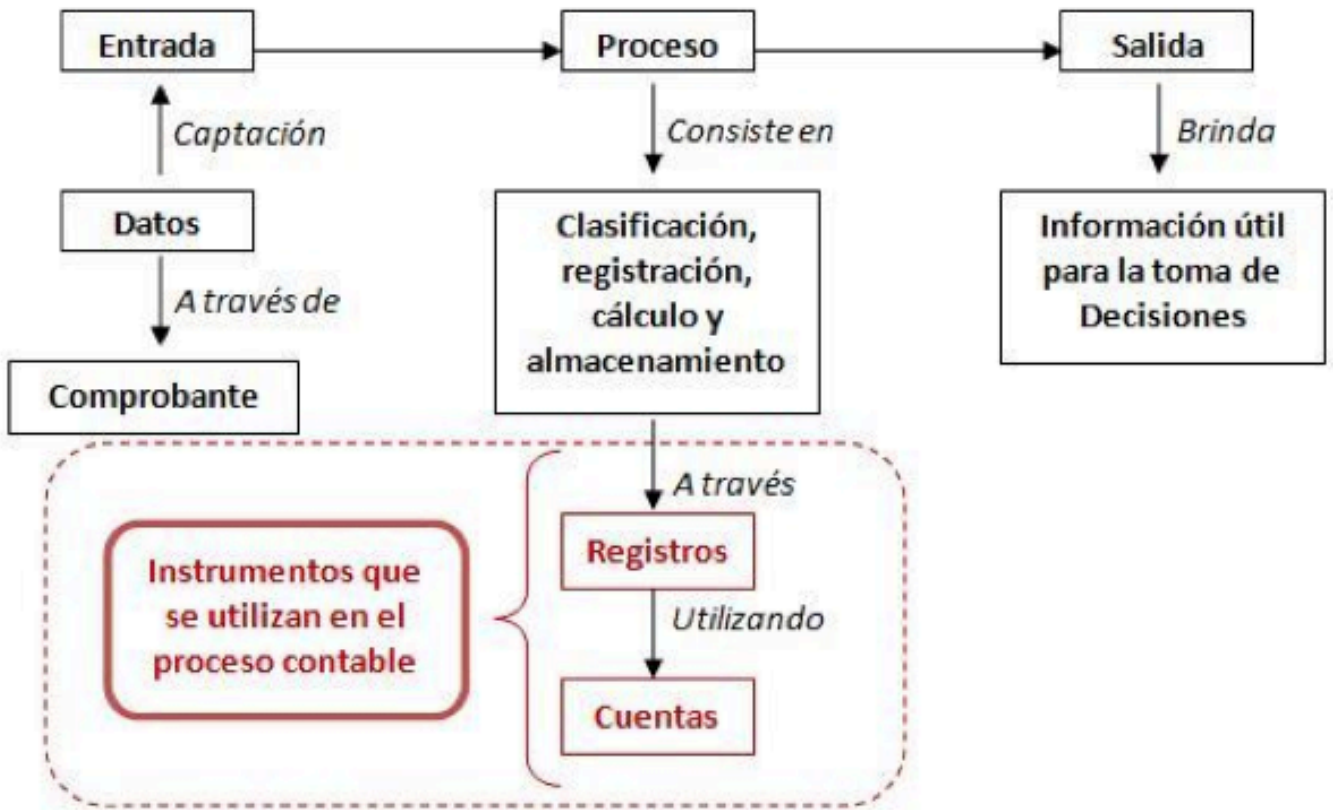 Entrada
Proceso
Salida
Captación
Consiste en
Brinda
Datos
Clasificación,
registración,
cálculo y
almacenamiento
Información útil
para la toma de
Decisiones
A través de
Comprobante
A través
Registros
Instrumentos que
se utilizan en el
proceso contable
Utilizando
Cuentas